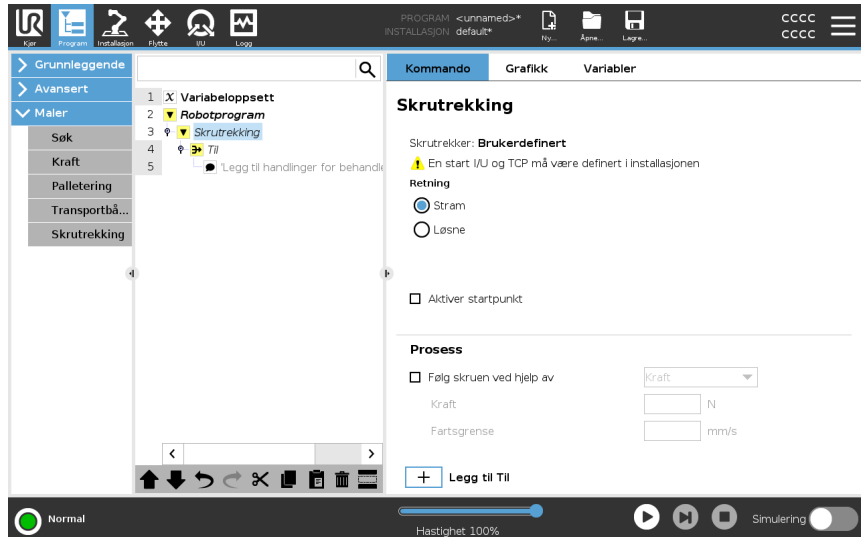 UR
Kjør
Program
Installasjon
Flytte
I/U
Logg
PROGRAM <unnamed>*
INSTALLASJON default*
Ny...
Åpne...
Lagre...
cccc
cccc
Grunnleggende
Avansert
Maler
Søk
Kraft
Palletering
Transportbå...
Skrutrekking
1 X Variabeloppsett
2 Robotprogram
3 Skrutrekking
4 Til
5 'Legg til handlinger for behandle
Kommando
Grafikk
Variabler
Skrutrekking
Skrutrekker: Brukerdefinert
En start I/U og TCP må være definert i installasjonen
Retning
Stram
Løsne
Aktiver startpunkt
Prosess
Følg skruen ved hjelp av
Kraft
Kraft
N
Fartsgrense
mm/s
Legg til Til
Normal
Hastighet 100%
Simulering